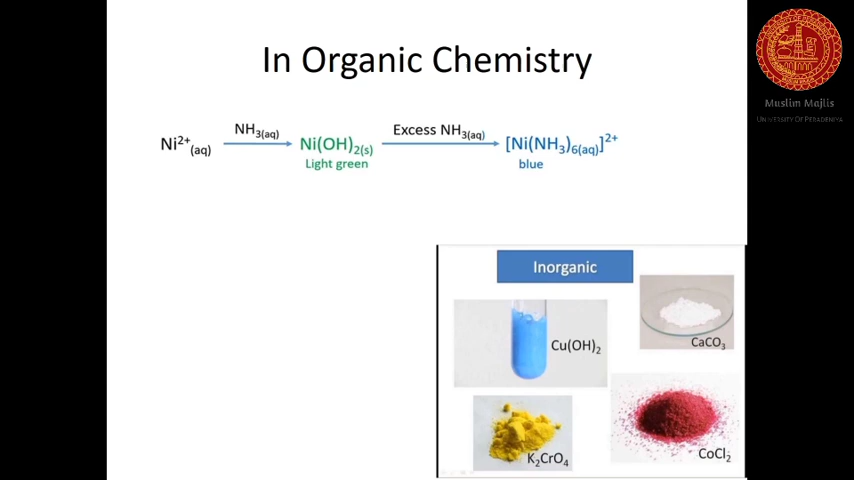 In Organic Chemistry
Ni²⁺(aq) NH₃(aq) Ni(OH)₂(s) Excess NH₃(aq) [Ni(NH₃)₆(aq)]²⁺
Light green blue
Inorganic
Cu(OH)₂
CaCO₃
K₂CrO₄
CoCl₂
Muslim Majlis
UNIVERSITY OF PERADENIYA